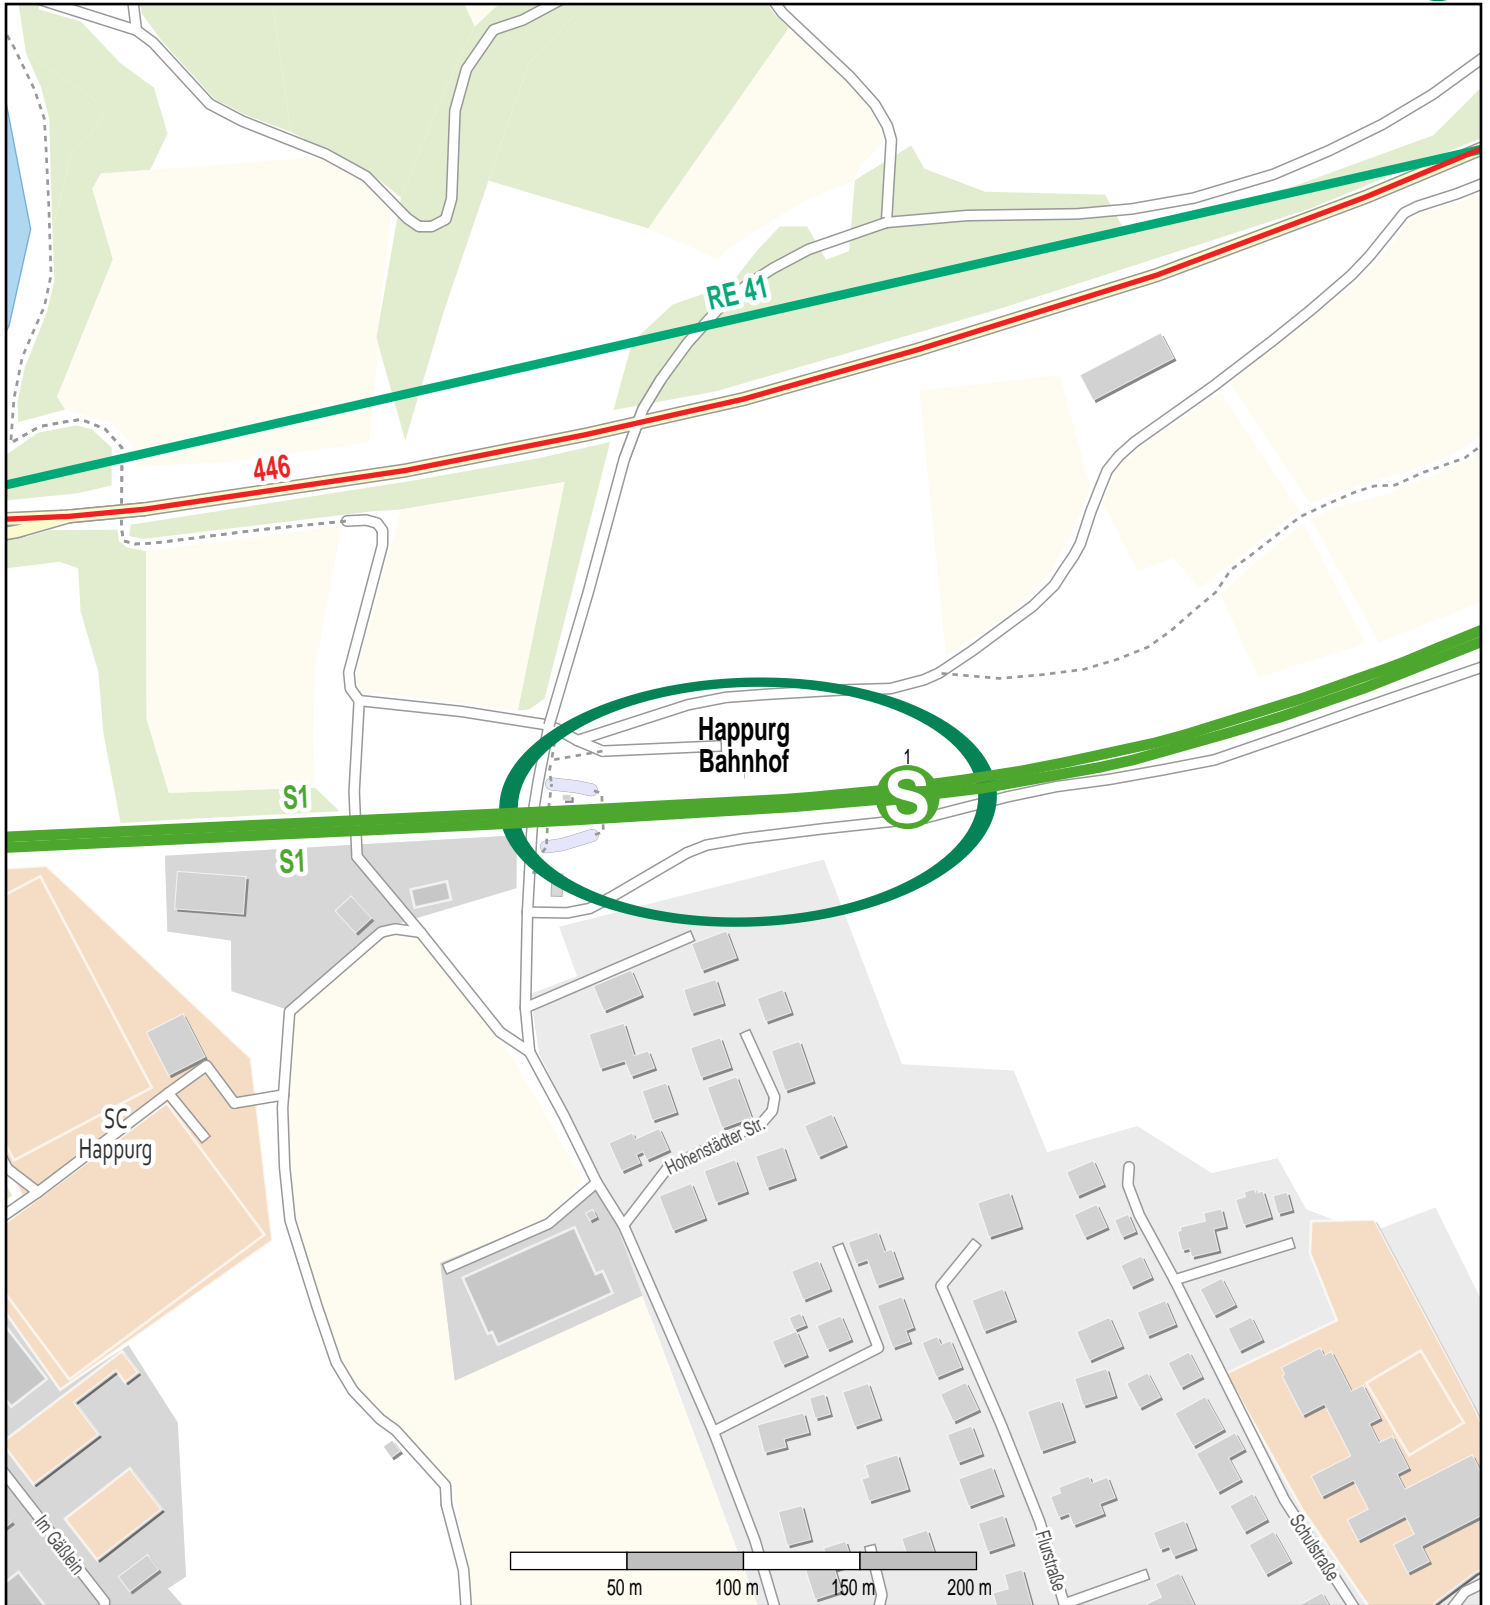 RE 41
446
Happurg
Bahnhof
1
S
S1
S1
SC
Happurg
Hohenstädter Str.
Im Gäßlein
Flurstraße
Schulstraße
50 m
100 m
150 m
200 m